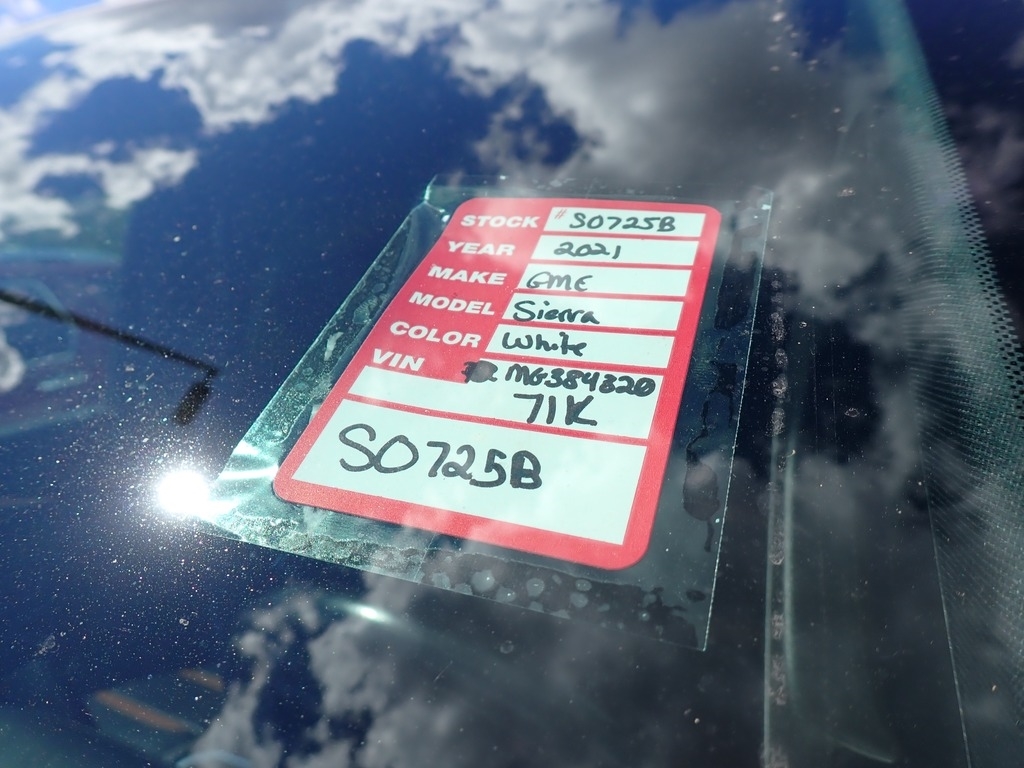 STOCK # S0725B
YEAR 2021
MAKE GMC
MODEL Sierra
COLOR White
VIN MG384820
71K
S0725B